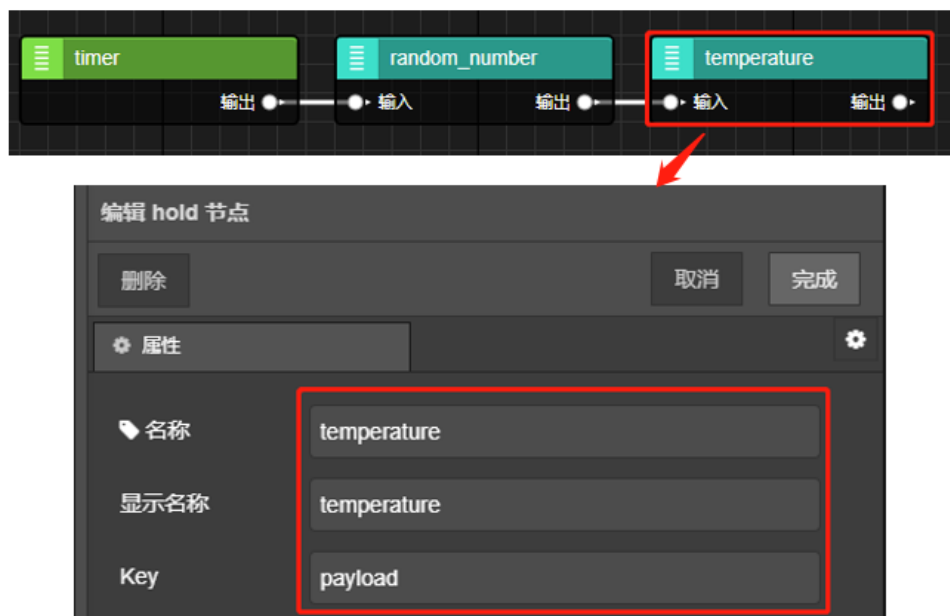 timer
random_number
temperature
输出
输入
输出
输入
输出
编辑 hold 节点
删除
取消
完成
属性
名称
temperature
显示名称
temperature
Key
payload